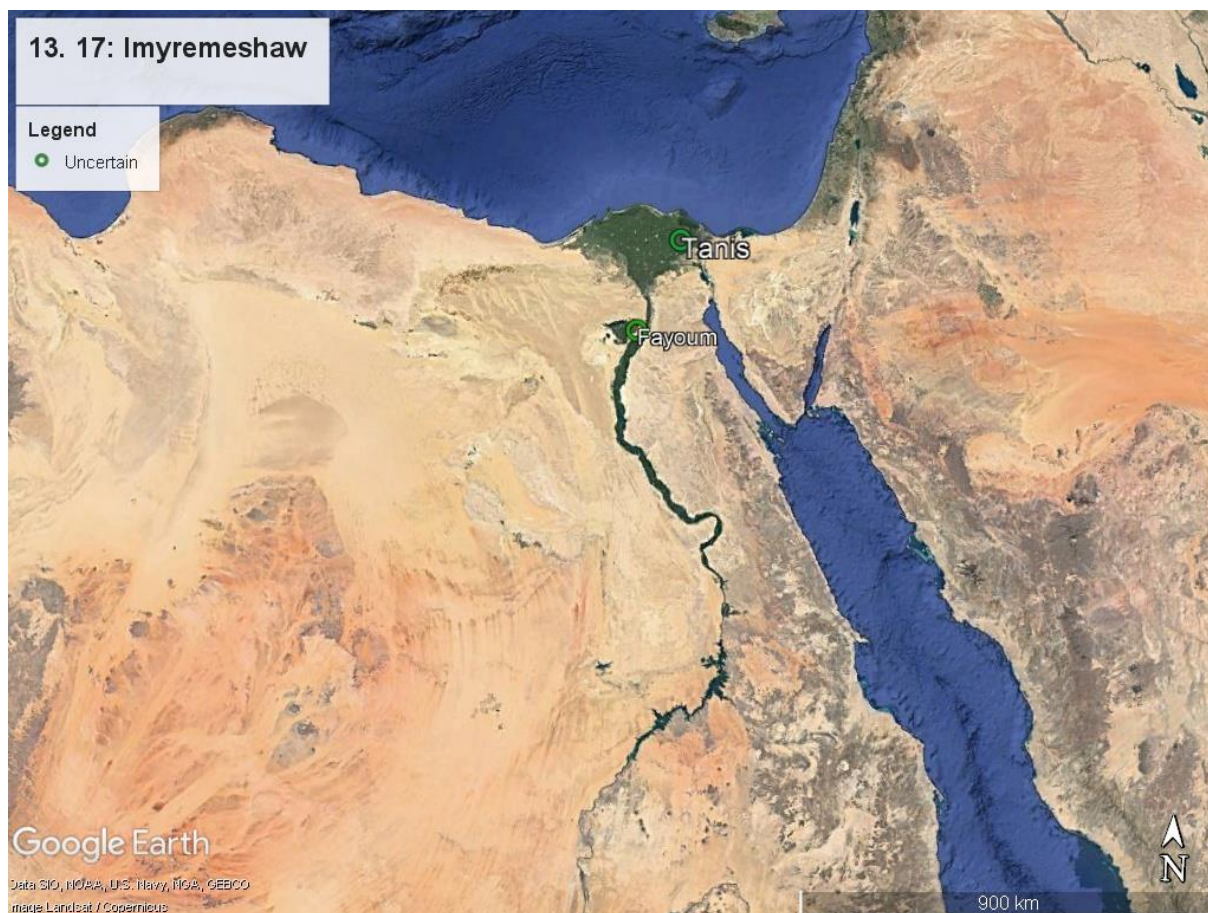 13. 17: Imyremeshaw
Legend
Uncertain
Tanis
Fayoum
Google Earth
Data SIO, NOAA, U.S. Navy, NGA, GEBCO
Image Landsat / Copernicus
900 km
N